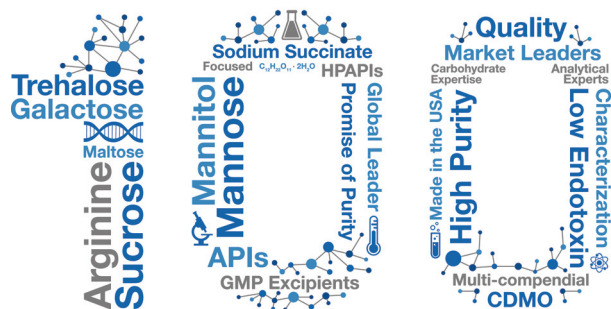 Trehalose
Galactose
Maltose
Arginine
Sucrose
Sodium Succinate
Focused
C₁₂H₂₂O₁₁ · 2H₂O
HPAPIs
Mannitol
Mannose
Promise of Purity
Global Leader
APIs
GMP Excipients
Quality
Market Leaders
Carbohydrate
Expertise
Analytical
Experts
Made in the USA
High Purity
Low Endotoxin
Characterization
Multi-compendial
CDMO